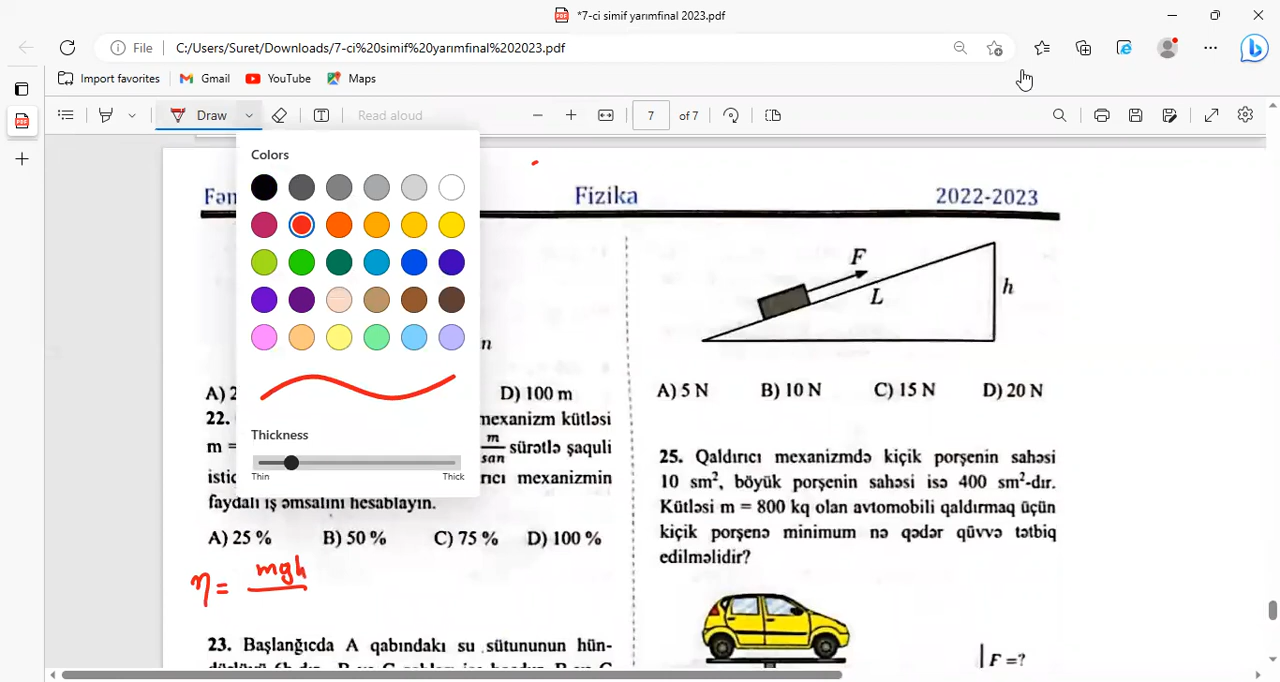 *7-ci simif yarımfinal 2023.pdf
File C:/Users/Suret/Downloads/7-ci%20simif%20yarımfinal%202023.pdf
Import favorites Gmail YouTube Maps
Draw Read aloud 7 of 7
Colors
Thickness
Thin Thick
Fizika 2022-2023
n
D) 100 m
22. mexanizm kütləsi
m = m/san sürətlə şaquli
mexanizmin
faydalı iş əmsalını hesablayın.
A) 25 % B) 50 % C) 75 % D) 100 %
η = mgh
23. Başlanğıcda A qabındakı su sütununun hün-
F
L
h
A) 5 N B) 10 N C) 15 N D) 20 N
25. Qaldırıcı mexanizmdə kiçik porşenin sahəsi
10 sm², böyük porşenin sahəsi isə 400 sm²-dır.
Kütləsi m = 800 kq olan avtomobili qaldırmaq üçün
kiçik porşenə minimum nə qədər qüvvə tətbiq
edilməlidir?
F =?